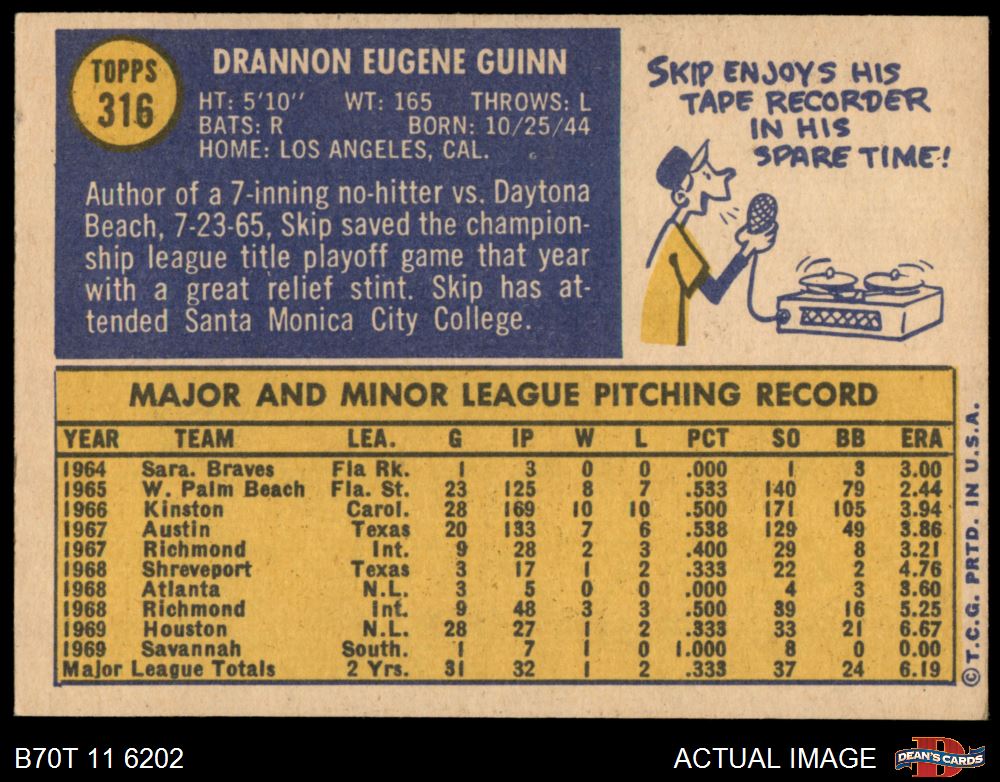 TOPPS
316
DRANNON EUGENE GUINN
HT: 5'10'' WT: 165 THROWS: L
BATS: R BORN: 10/25/44
HOME: LOS ANGELES, CAL.
Author of a 7-inning no-hitter vs. Daytona
Beach, 7-23-65, Skip saved the champion-
ship league title playoff game that year
with a great relief stint. Skip has at-
tended Santa Monica City College.
SKIP ENJOYS HIS
TAPE RECORDER
IN HIS
SPARE TIME!
MAJOR AND MINOR LEAGUE PITCHING RECORD
YEAR TEAM LEA. G IP W L PCT SO BB ERA
1964 Sara. Braves Fla Rk. 1 3 0 0 .000 1 3 3.00
1965 W. Palm Beach Fla. St. 23 125 8 7 .533 140 79 2.44
1966 Kinston Carol. 28 169 10 10 .500 171 105 3.94
1967 Austin Texas 20 133 7 6 .538 129 49 3.86
1967 Richmond Int. 9 28 2 3 .400 29 8 3.21
1968 Shreveport Texas 3 17 1 2 .333 22 2 4.76
1968 Atlanta N.L. 3 5 0 0 .000 4 3 3.60
1968 Richmond Int. 9 48 3 3 .500 39 16 5.25
1969 Houston N.L. 28 27 1 2 .333 33 21 6.67
1969 Savannah South. 1 7 1 0 1.000 8 0 0.00
Major League Totals 2 Yrs. 31 32 1 2 .333 37 24 6.19
© T.C.G. PRTD. IN U.S.A.
B70T 11 6202
ACTUAL IMAGE
D
DEAN'S CARDS